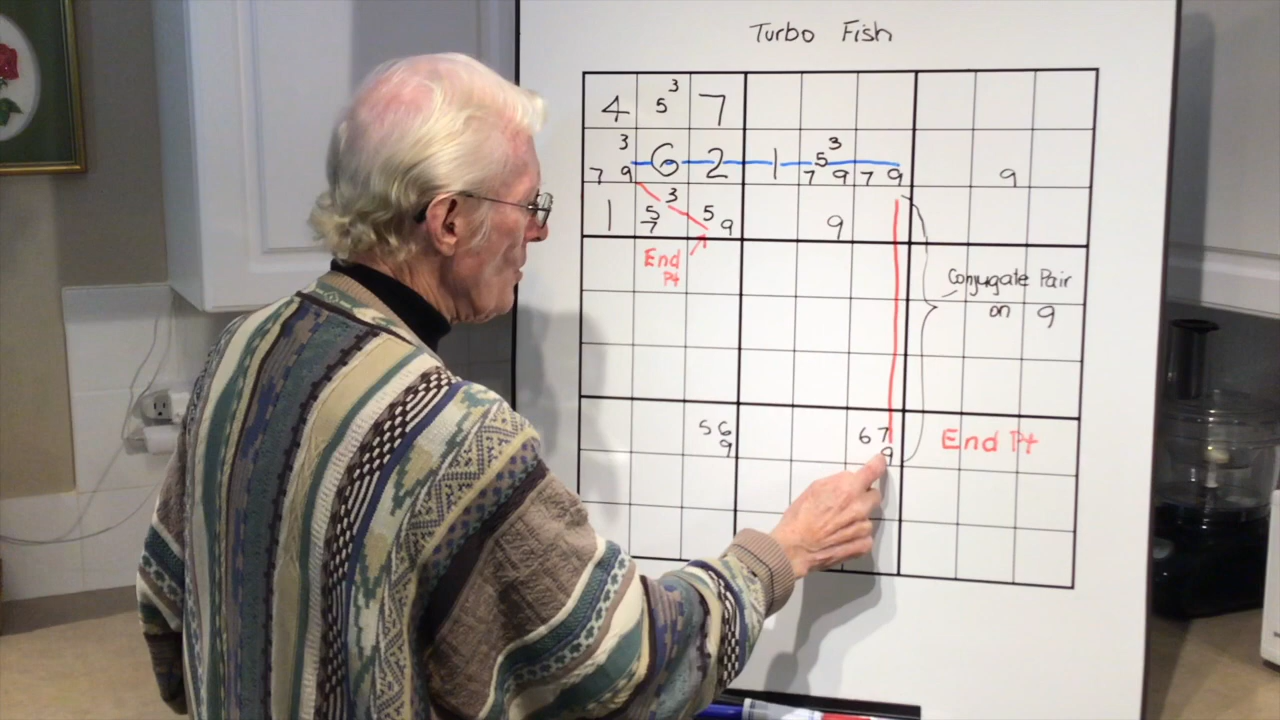 Turbo Fish
3
4 5 7
3 3
7 9 6 2 1 5 7 9 7 9 9
3
1 5 7 5 9 9
End
Pt
Conjugate Pair
on 9
5 6 6 7
9 9
End Pt